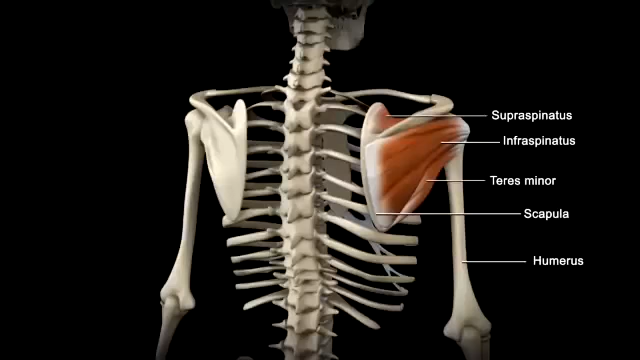 Supraspinatus
Infraspinatus
Teres minor
Scapula
Humerus